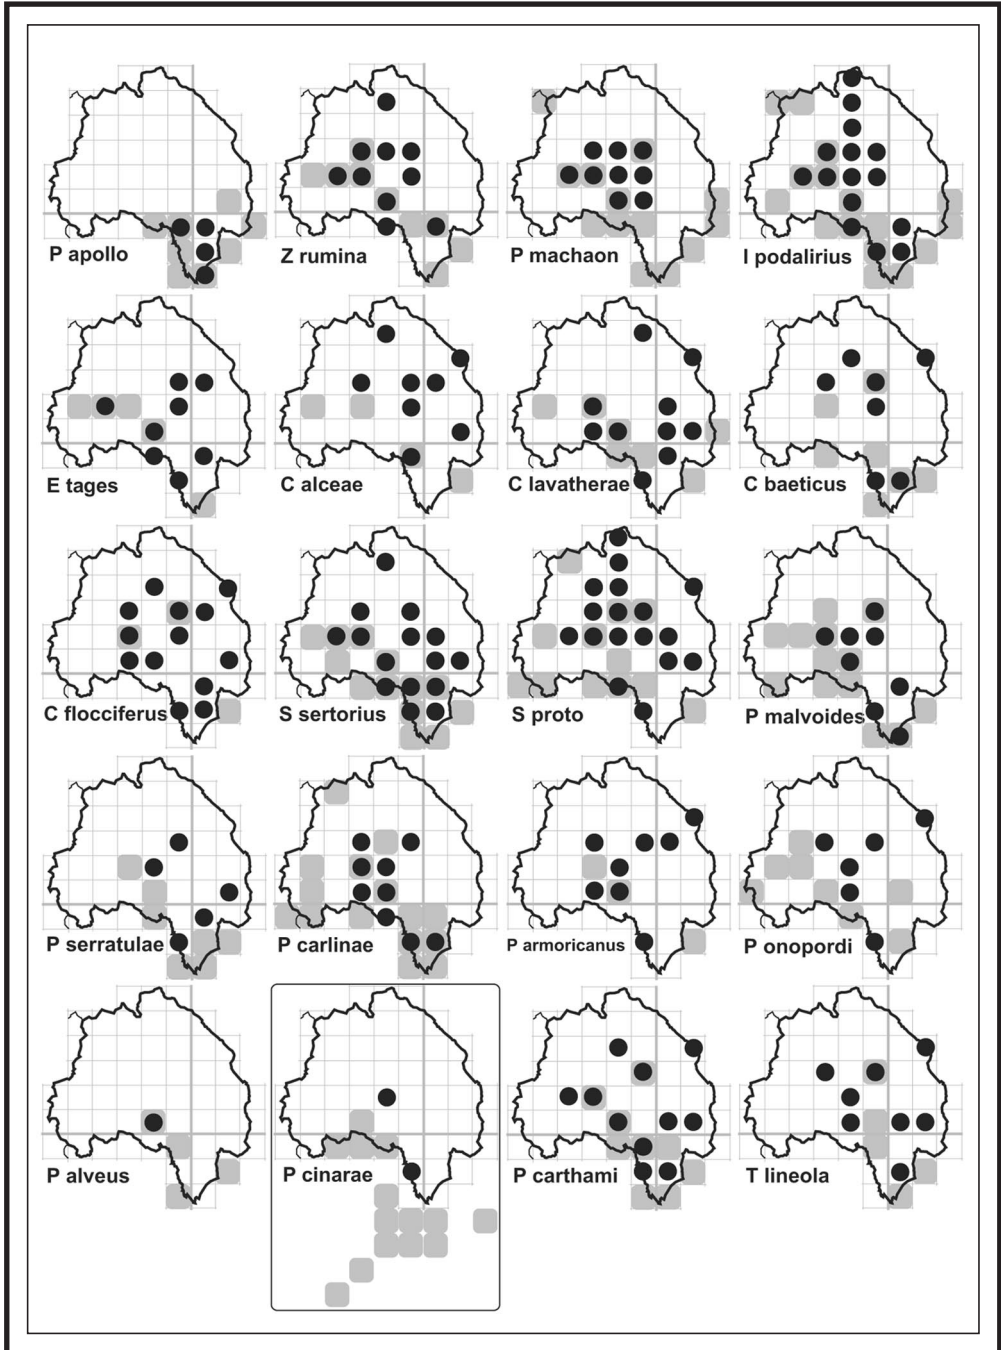 P apollo
Z rumina
P machaon
I podalirius
E tages
C alceae
C lavatherae
C baeticus
C flocciferus
S sertorius
S proto
P malvoides
P serratulae
P carlinae
P armoricanus
P onopordi
P alveus
P cinarae
P carthami
T lineola